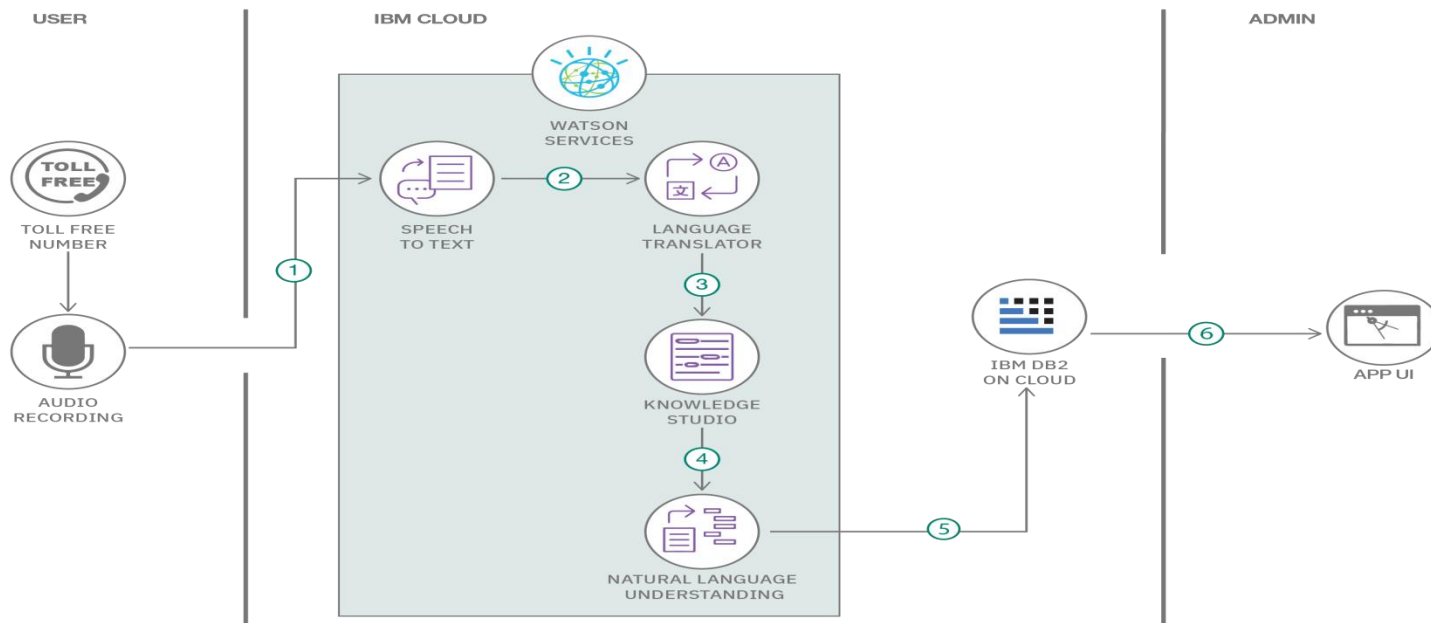 USER
IBM CLOUD
ADMIN
WATSON
SERVICES
TOLL
FREE
TOLL FREE
NUMBER
AUDIO
RECORDING
1
SPEECH
TO TEXT
2
A
文
LANGUAGE
TRANSLATOR
3
KNOWLEDGE
STUDIO
4
NATURAL LANGUAGE
UNDERSTANDING
5
IBM DB2
ON CLOUD
6
APP UI